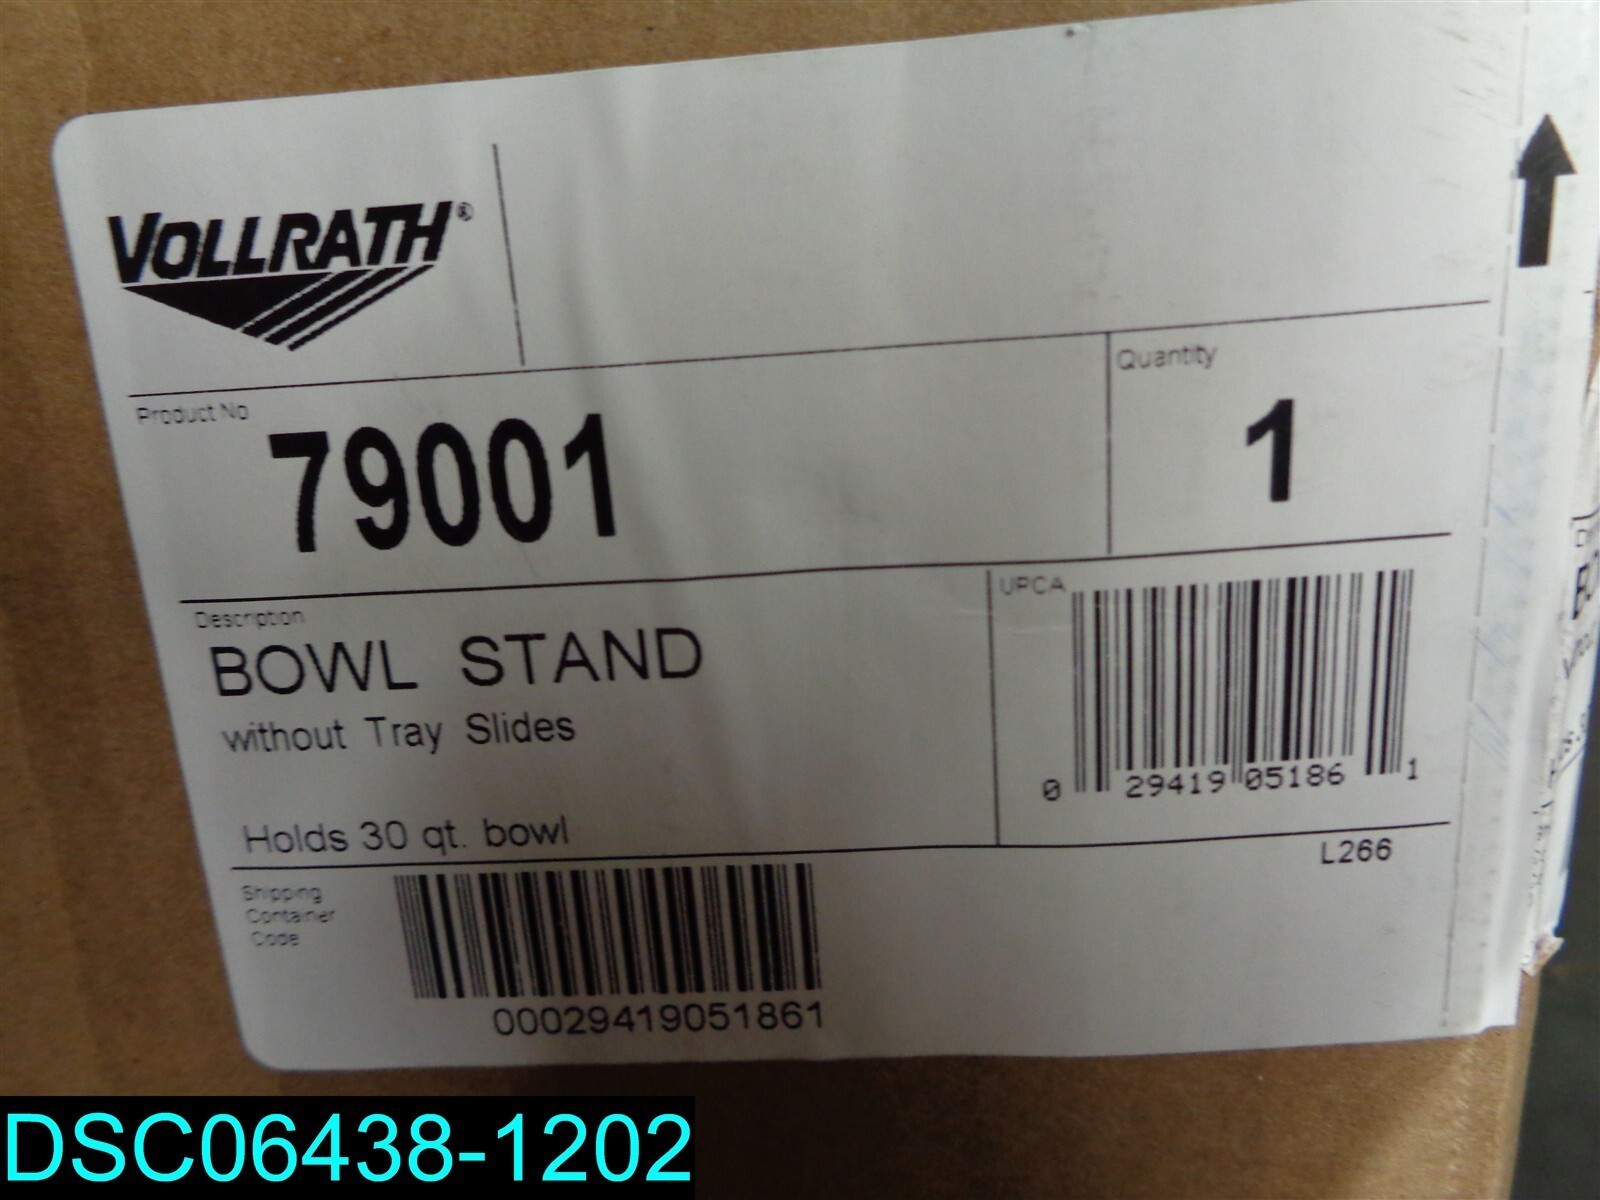 VOLLRATH®
Product No
79001
Quantity
1
Description
BOWL STAND
without Tray Slides
Holds 30 qt. bowl
UPCA
0 29419 05186 1
L266
Shipping
Container
Code
00029419051861
DSC06438-1202